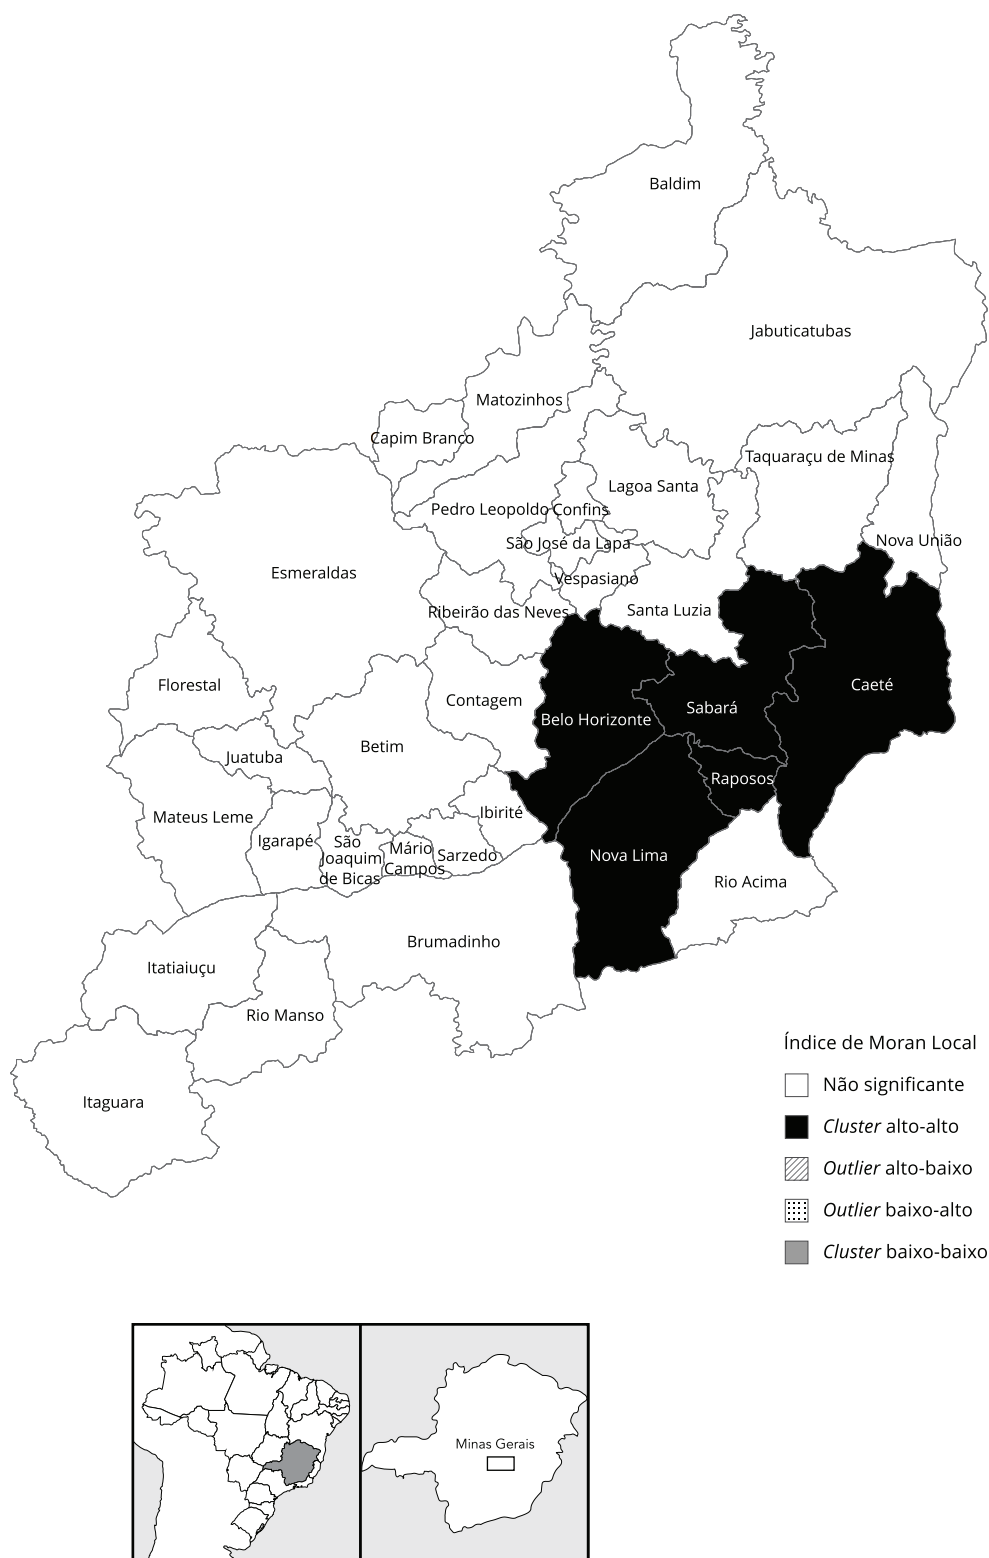 Baldim
Jabuticatubas
Matozinhos
Capim Branco
Taquaraçu de Minas
Lagoa Santa
Pedro Leopoldo
Confins
Nova União
São José da Lapa
Esmeraldas
Vespasiano
Ribeirão das Neves
Santa Luzia
Florestal
Caeté
Contagem
Sabará
Belo Horizonte
Betim
Juatuba
Raposos
Ibirité
Mateus Leme
Igarapé
São
Joaquim
de Bicas
Mário
Campos
Sarzedo
Nova Lima
Rio Acima
Brumadinho
Itatiaiuçu
Rio Manso
Itaguara
Índice de Moran Local
Não significante
Cluster alto-alto
Outlier alto-baixo
Outlier baixo-alto
Cluster baixo-baixo
Minas Gerais